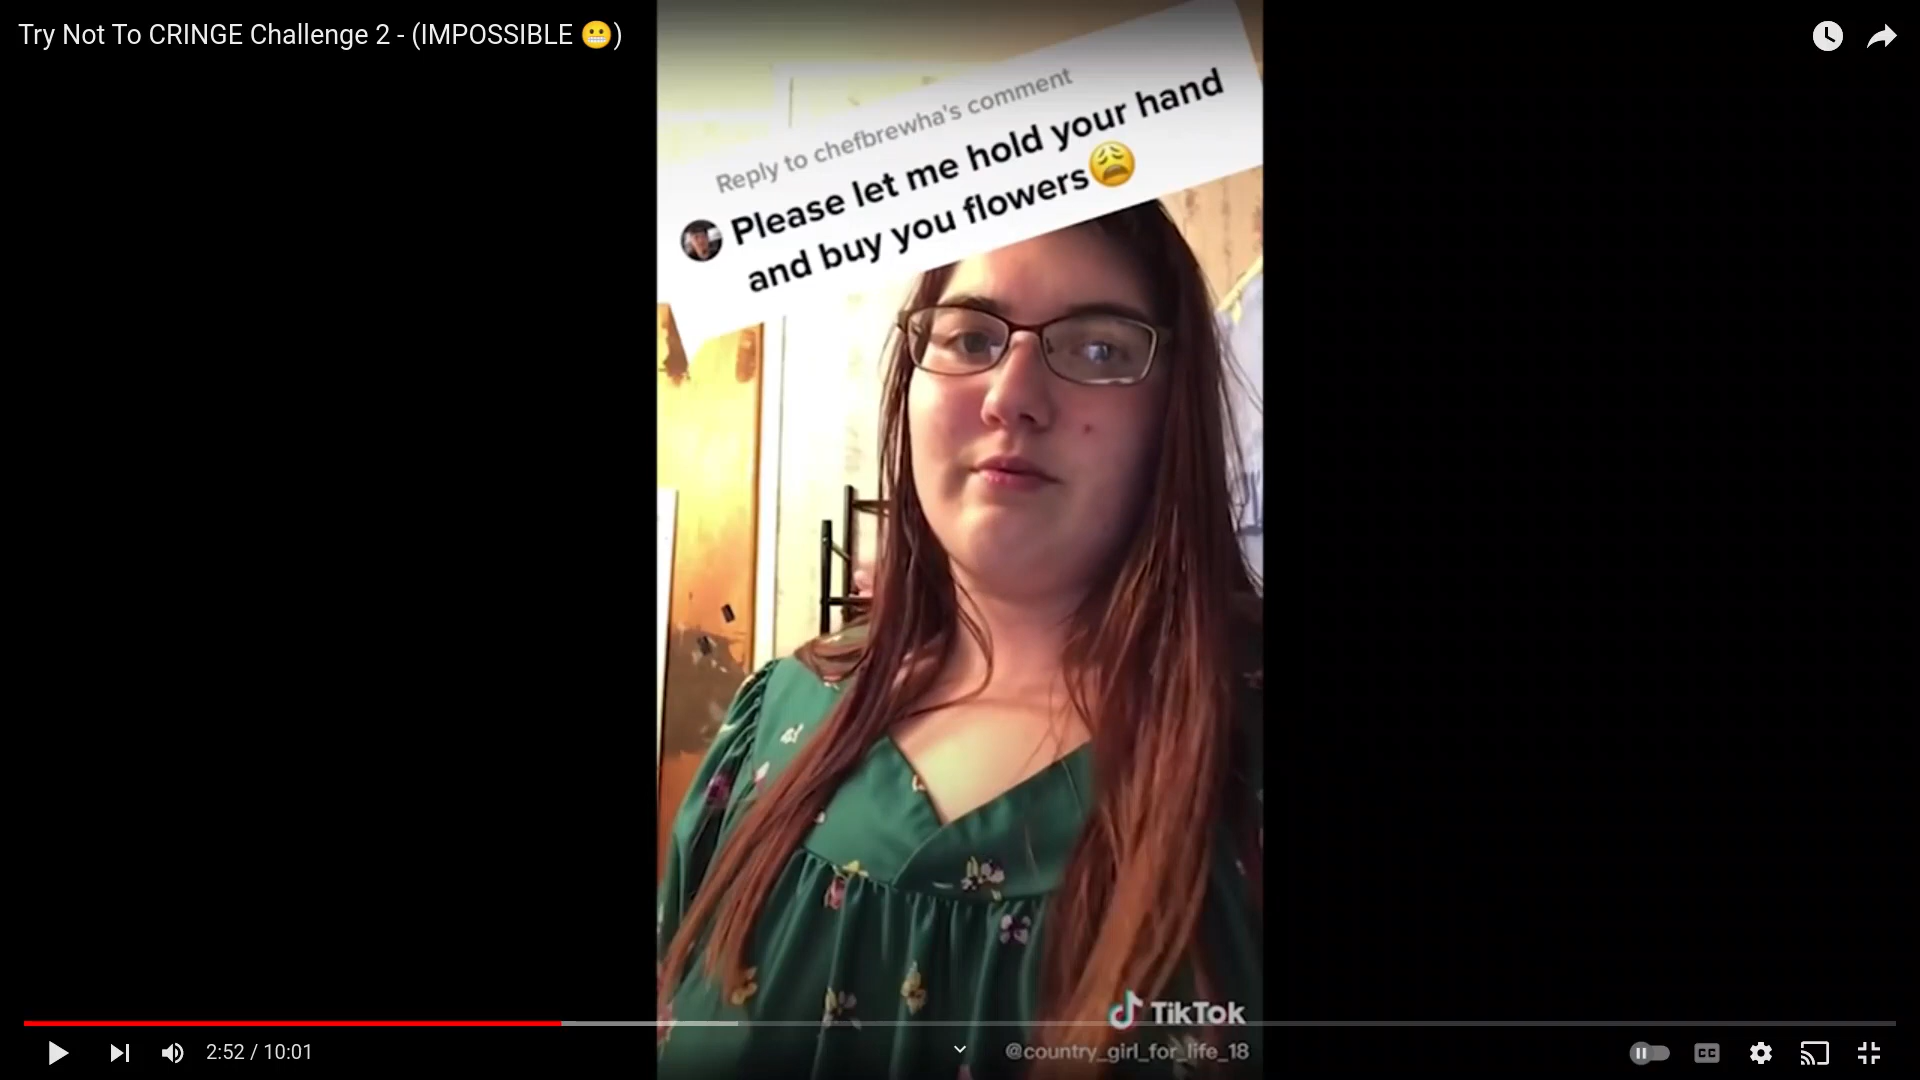 Try Not To CRINGE Challenge 2 - (IMPOSSIBLE 😬)
Reply to chefbrewha's comment
Please let me hold your hand
and buy you flowers😩
TikTok
@country_girl_for_life_18
2:52 / 10:01
CC